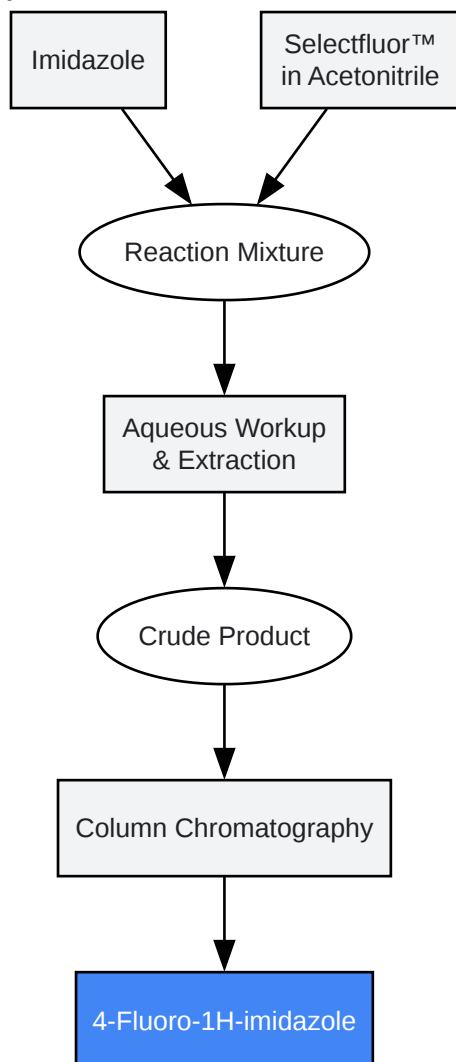 Imidazole
Selectfluor™
in Acetonitrile
Reaction Mixture
Aqueous Workup
& Extraction
Crude Product
Column Chromatography
4-Fluoro-1H-imidazole